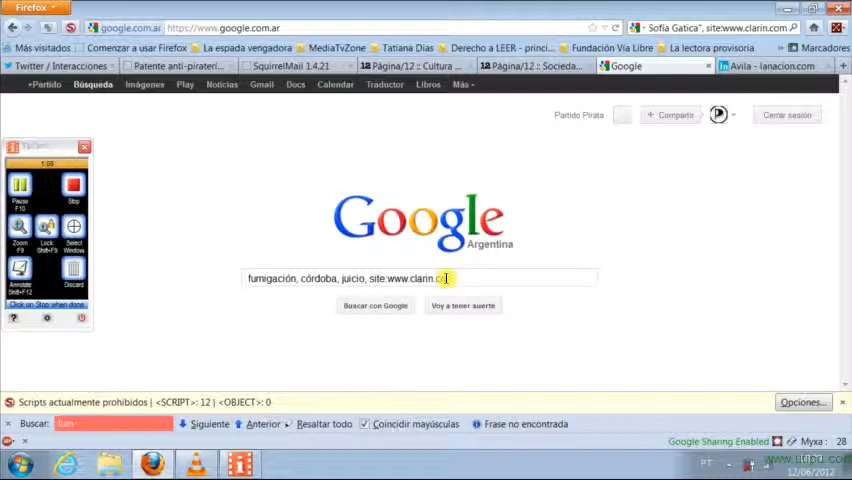 Firefox
google.com.ar
https://www.google.com.ar
"Sofía Gatica", site:www.clarin.com
Más visitados
Comenzar a usar Firefox
La espada vengadora
MediaTvZone
Tatiana Dias
Derecho a LEER - princi...
Fundación Vía Libre
La lectora provisoria
Marcadores
Twitter / Interacciones
Patente anti-piraterí...
SquirrelMail 1.4.21
Página/12 :: Cultura ...
Página/12 :: Socieda...
Google
Avila - lanacion.com
+Partido Búsqueda Imágenes Play Noticias Gmail Docs Calendar Traductor Libros Más
Partido Pirata
+ Compartir
Cerrar sesión
1:08
Pause
F10
Stop
Zoom
F9
Lock
Shift+F9
Select
Window
Annotate
Shift+F12
Discard
Click on Stop when done
Google
Argentina
fumigación, córdoba, juicio, site:www.clarin.co
Buscar con Google
Voy a tener suerte
Scripts actualmente prohibidos | <SCRIPT>: 12 | <OBJECT>: 0
Opciones...
Buscar:
fum
Siguiente
Anterior
Resaltar todo
Coincidir mayúsculas
Frase no encontrada
Google Sharing Enabled
Myxa :
28
PT
12/06/2012